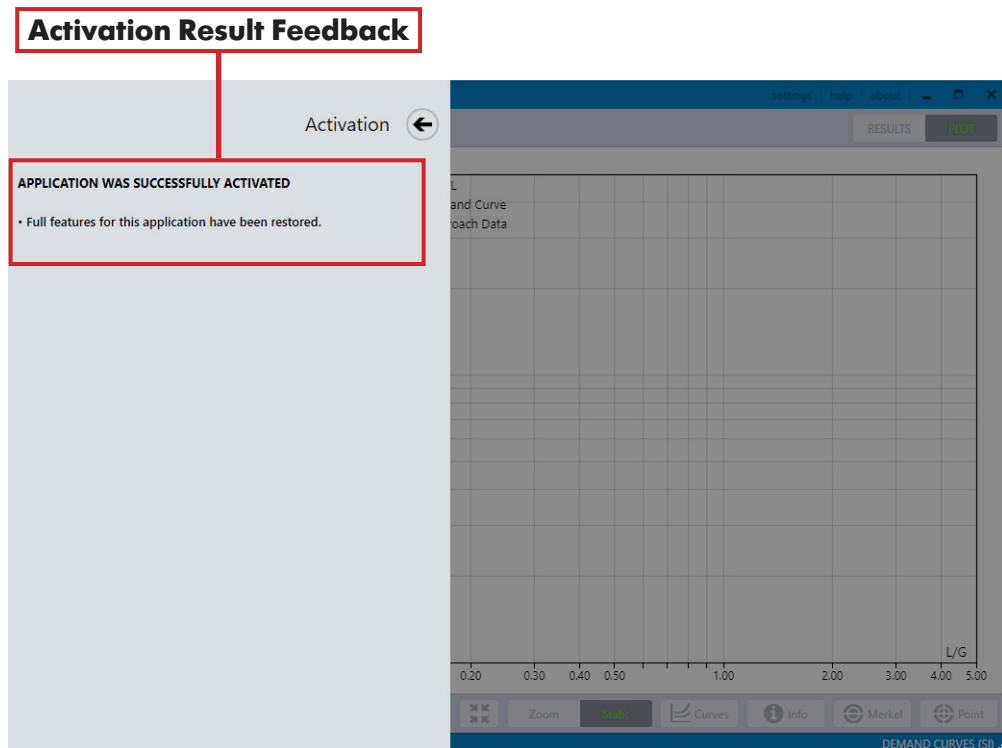 Activation Result Feedback
settings help about
Activation
RESULTS PLOT
APPLICATION WAS SUCCESSFULLY ACTIVATED
• Full features for this application have been restored.
L
and Curve
oach Data
L/G
0.20 0.30 0.40 0.50 1.00 2.00 3.00 4.00 5.00
Zoom Static Curves Info Merkel Point
DEMAND CURVES (SI)